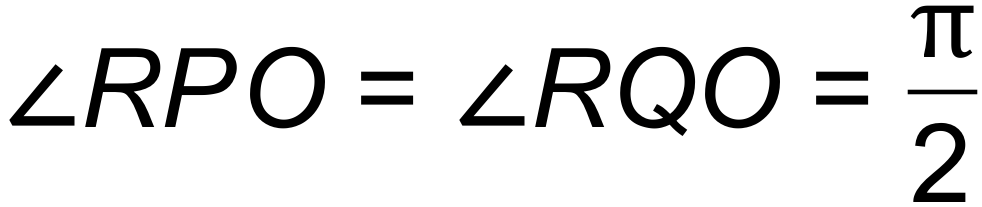 ∠RPO = ∠RQO = π/2